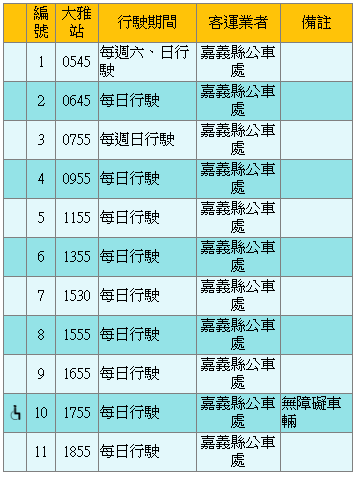 編號 大雅站 行駛期間 客運業者 備註
1 0545 每週六、日行駛 嘉義縣公車處
2 0645 每日行駛 嘉義縣公車處
3 0755 每週日行駛 嘉義縣公車處
4 0955 每日行駛 嘉義縣公車處
5 1155 每日行駛 嘉義縣公車處
6 1355 每日行駛 嘉義縣公車處
7 1530 每日行駛 嘉義縣公車處
8 1555 每日行駛 嘉義縣公車處
9 1655 每日行駛 嘉義縣公車處
10 1755 每日行駛 嘉義縣公車處 無障礙車輛
11 1855 每日行駛 嘉義縣公車處